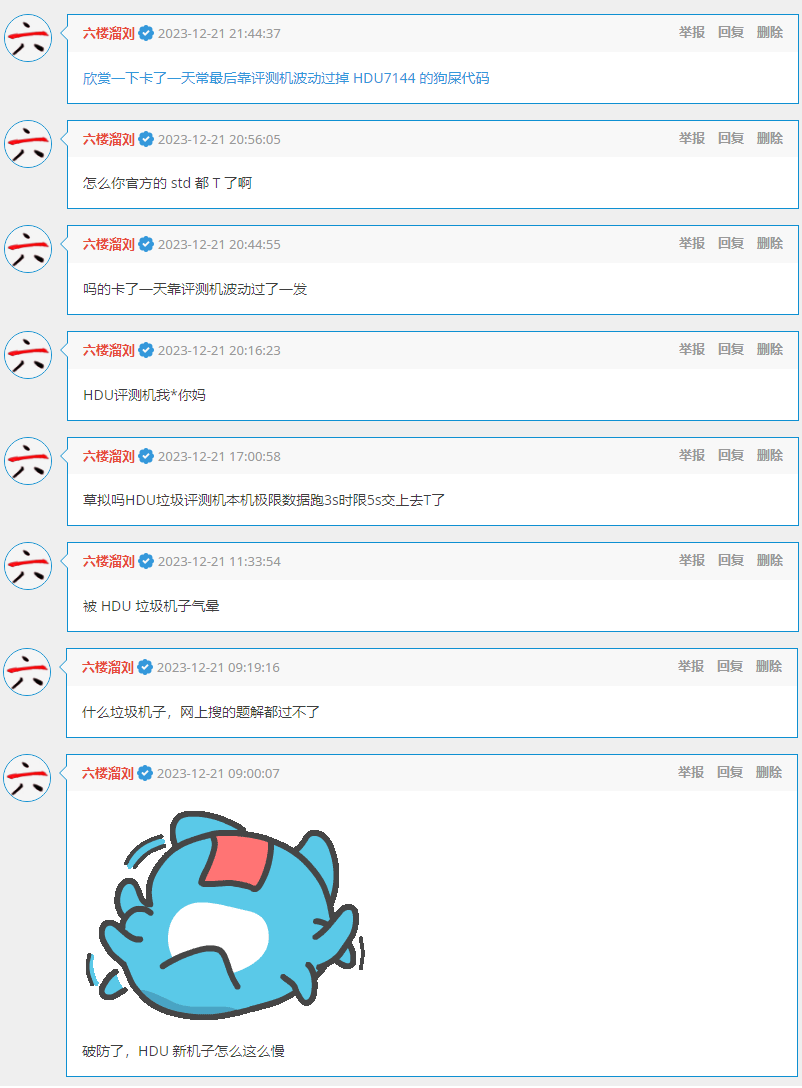 六
六楼溜刘 2023-12-21 21:44:37 举报 回复 删除
欣赏一下卡了一天常最后靠评测机波动过掉 HDU7144 的狗屎代码
六
六楼溜刘 2023-12-21 20:56:05 举报 回复 删除
怎么你官方的 std 都 T 了啊
六
六楼溜刘 2023-12-21 20:44:55 举报 回复 删除
吗的卡了一天靠评测机波动过了一发
六
六楼溜刘 2023-12-21 20:16:23 举报 回复 删除
HDU评测机我*你妈
六
六楼溜刘 2023-12-21 17:00:58 举报 回复 删除
草拟吗HDU垃圾评测机本机极限数据跑3s时限5s交上去T了
六
六楼溜刘 2023-12-21 11:33:54 举报 回复 删除
被 HDU 垃圾机子气晕
六
六楼溜刘 2023-12-21 09:19:16 举报 回复 删除
什么垃圾机子，网上搜的题解都过不了
六
六楼溜刘 2023-12-21 09:00:07 举报 回复 删除
破防了，HDU 新机子怎么这么慢